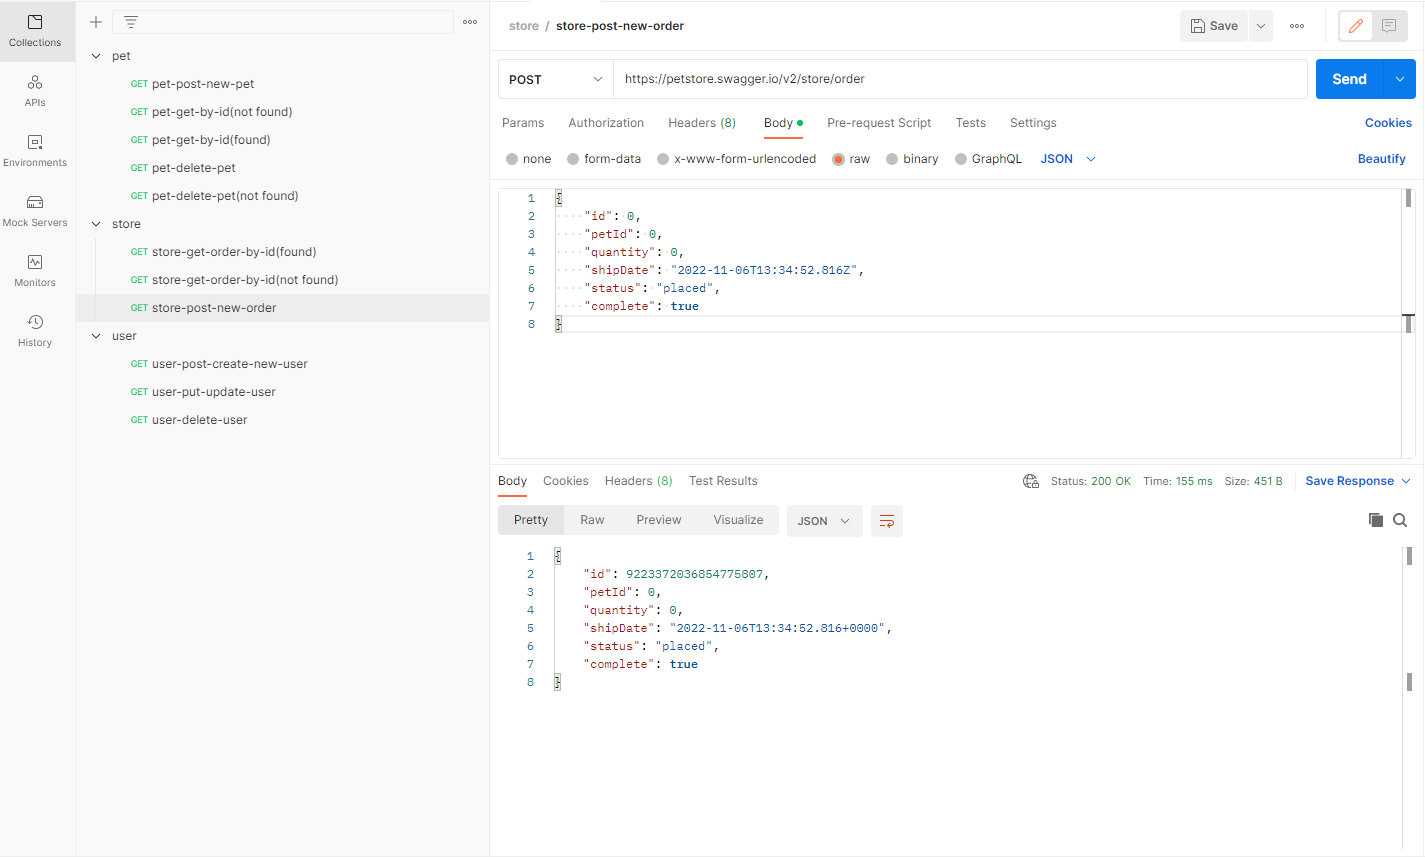 Collections
APIs
Environments
Mock Servers
Monitors
History
pet
GET pet-post-new-pet
GET pet-get-by-id(not found)
GET pet-get-by-id(found)
GET pet-delete-pet
GET pet-delete-pet(not found)
store
GET store-get-order-by-id(found)
GET store-get-order-by-id(not found)
GET store-post-new-order
user
GET user-post-create-new-user
GET user-put-update-user
GET user-delete-user
store / store-post-new-order
Save
POST https://petstore.swagger.io/v2/store/order Send
Params Authorization Headers (8) Body Pre-request Script Tests Settings Cookies
none form-data x-www-form-urlencoded raw binary GraphQL JSON Beautify
1 {
2 "id": 0,
3 "petId": 0,
4 "quantity": 0,
5 "shipDate": "2022-11-06T13:34:52.816Z",
6 "status": "placed",
7 "complete": true
8 }
Body Cookies Headers (8) Test Results Status: 200 OK Time: 155 ms Size: 451 B Save Response
Pretty Raw Preview Visualize JSON
1 {
2 "id": 9223372036854775807,
3 "petId": 0,
4 "quantity": 0,
5 "shipDate": "2022-11-06T13:34:52.816+0000",
6 "status": "placed",
7 "complete": true
8 }